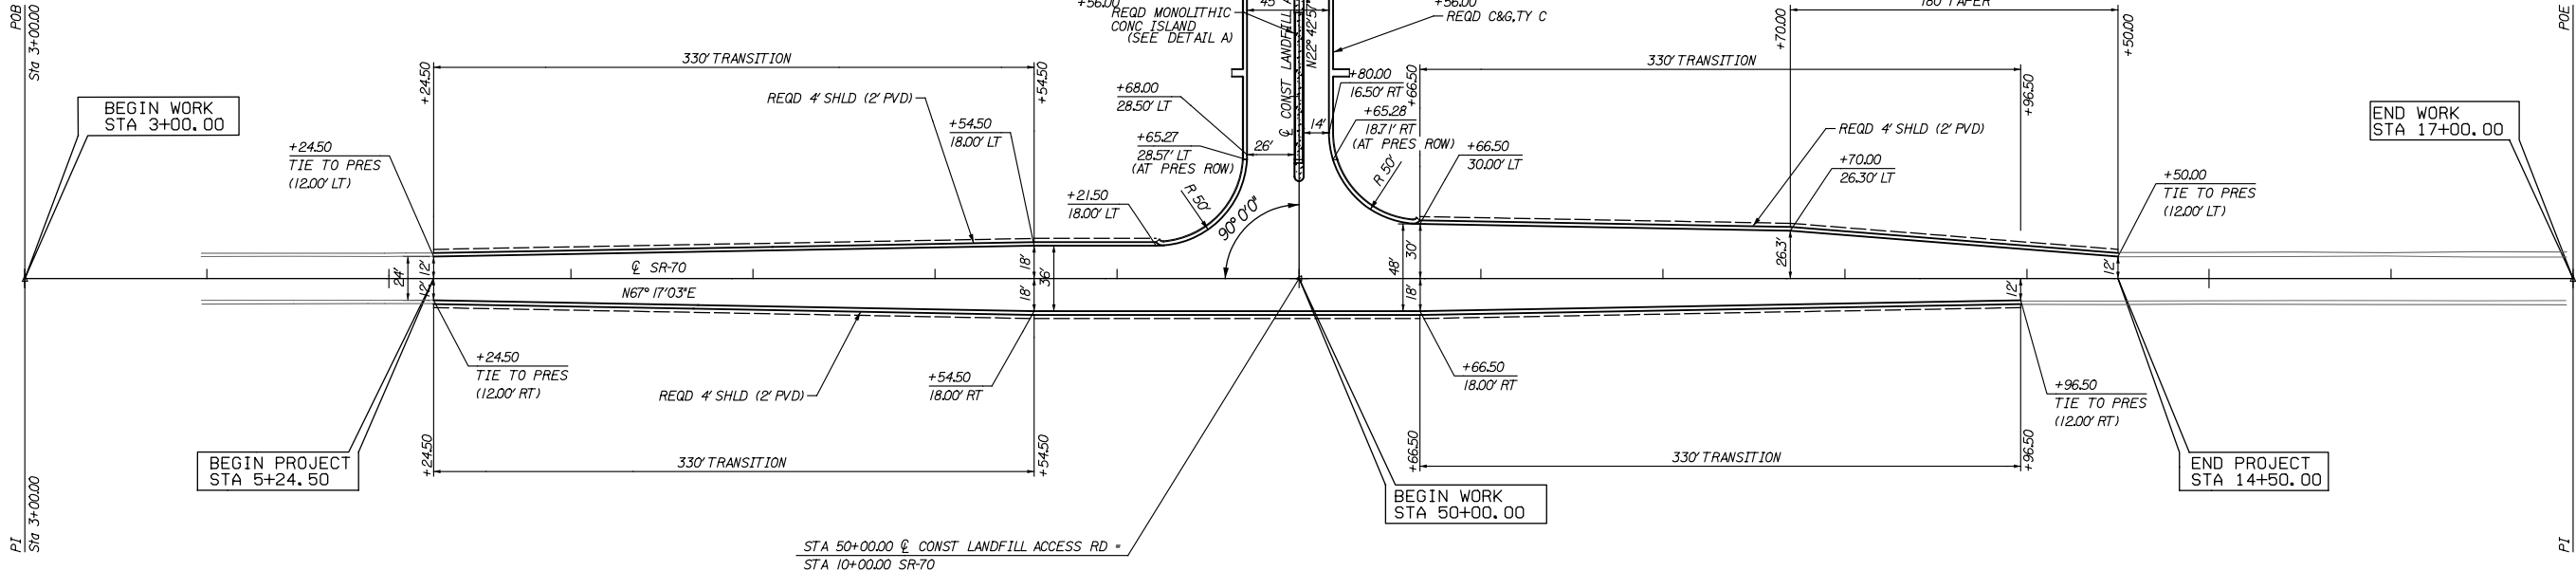 POB
Sta 3+00.00
+56.00
REQD MONOLITHIC
CONC ISLAND
(SEE DETAIL A)
45'
℄ CONST LANDFILL
N22° 42'57"
+56.00
REQD C&G,TY C
180' TAPER
+70.00
+50.00
POE
BEGIN WORK
STA 3+00.00
+24.50
330' TRANSITION
+54.50
REQD 4' SHLD (2' PVD)
+68.00
28.50' LT
+80.00
16.50' RT
+66.50
330' TRANSITION
+96.50
END WORK
STA 17+00.00
+24.50
TIE TO PRES
(12.00' LT)
+54.50
18.00' LT
+65.27
28.57' LT
(AT PRES ROW)
26'
14'
+65.28
18.71' RT
(AT PRES ROW)
+66.50
30.00' LT
REQD 4' SHLD (2' PVD)
+70.00
26.30' LT
+50.00
TIE TO PRES
(12.00' LT)
+21.50
18.00' LT
R 50'
90° 0'0"
R 50'
24'
12'
12'
℄ SR-70
N67° 17'03"E
18'
36'
18'
48'
30'
18'
26.3'
12'
12'
+24.50
TIE TO PRES
(12.00' RT)
REQD 4' SHLD (2' PVD)
+54.50
18.00' RT
+66.50
18.00' RT
+96.50
TIE TO PRES
(12.00' RT)
BEGIN PROJECT
STA 5+24.50
+24.50
330' TRANSITION
+54.50
+66.50
330' TRANSITION
+96.50
END PROJECT
STA 14+50.00
BEGIN WORK
STA 50+00.00
PI
Sta 3+00.00
STA 50+00.00 ℄ CONST LANDFILL ACCESS RD =
STA 10+00.00 SR-70
PI